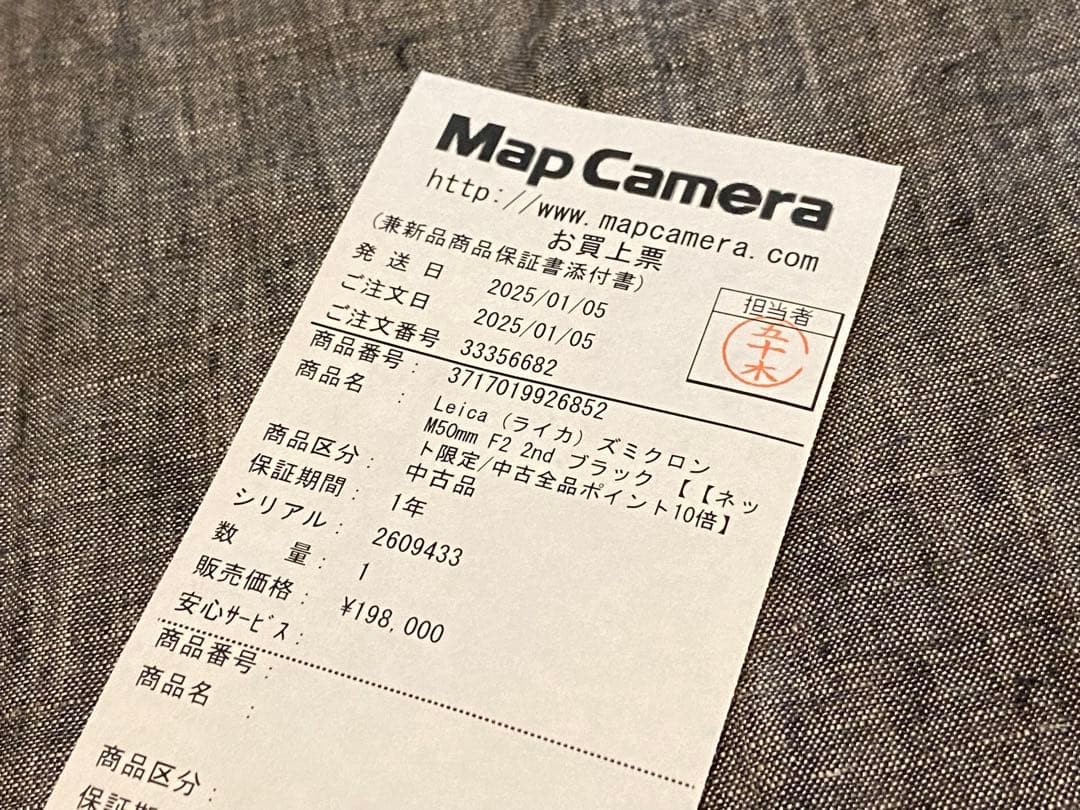 Map Camera
http://www.mapcamera.com
お買上票
(兼新品商品保証書添付書)
発 送 日 2025/01/05
ご注文日 2025/01/05
ご注文番号 33356682
担当者
五十木
商品番号: 3717019926852
商品名 : Leica (ライカ) ズミクロン
M50mm F2 2nd ブラック 【【ネッ
ト限定/中古全品ポイント10倍】
商品区分: 中古品
保証期間: 1年
シリアル: 2609433
数 量: 1
販売価格: ¥198,000
安心ｻｰﾋﾞｽ:
商品番号:
商品名 :
商品区分:
保証期